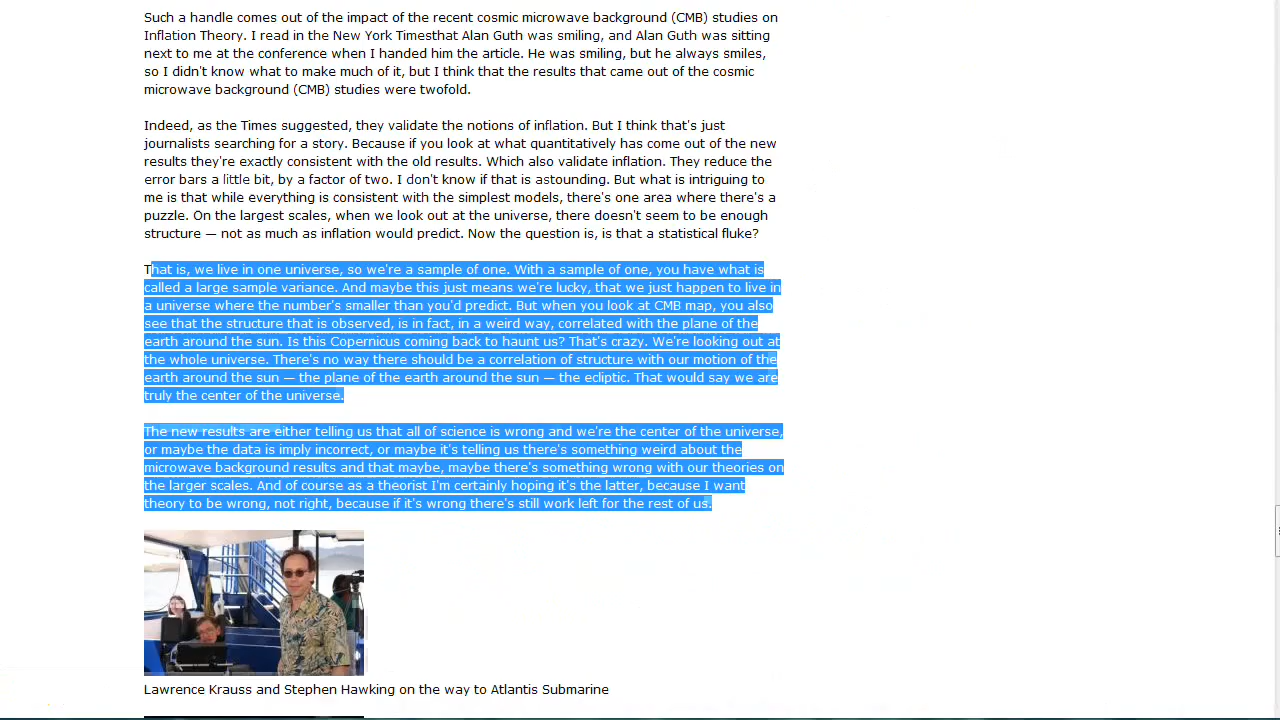 Such a handle comes out of the impact of the recent cosmic microwave background (CMB) studies on
Inflation Theory. I read in the New York Timesthat Alan Guth was smiling, and Alan Guth was sitting
next to me at the conference when I handed him the article. He was smiling, but he always smiles,
so I didn't know what to make much of it, but I think that the results that came out of the cosmic
microwave background (CMB) studies were twofold.
Indeed, as the Times suggested, they validate the notions of inflation. But I think that's just
journalists searching for a story. Because if you look at what quantitatively has come out of the new
results they're exactly consistent with the old results. Which also validate inflation. They reduce the
error bars a little bit, by a factor of two. I don't know if that is astounding. But what is intriguing to
me is that while everything is consistent with the simplest models, there's one area where there's a
puzzle. On the largest scales, when we look out at the universe, there doesn't seem to be enough
structure — not as much as inflation would predict. Now the question is, is that a statistical fluke?
That is, we live in one universe, so we're a sample of one. With a sample of one, you have what is
called a large sample variance. And maybe this just means we're lucky, that we just happen to live in
a universe where the number's smaller than you'd predict. But when you look at CMB map, you also
see that the structure that is observed, is in fact, in a weird way, correlated with the plane of the
earth around the sun. Is this Copernicus coming back to haunt us? That's crazy. We're looking out at
the whole universe. There's no way there should be a correlation of structure with our motion of the
earth around the sun — the plane of the earth around the sun — the ecliptic. That would say we are
truly the center of the universe.
The new results are either telling us that all of science is wrong and we're the center of the universe,
or maybe the data is imply incorrect, or maybe it's telling us there's something weird about the
microwave background results and that maybe, maybe there's something wrong with our theories on
the larger scales. And of course as a theorist I'm certainly hoping it's the latter, because I want
theory to be wrong, not right, because if it's wrong there's still work left for the rest of us.
Lawrence Krauss and Stephen Hawking on the way to Atlantis Submarine